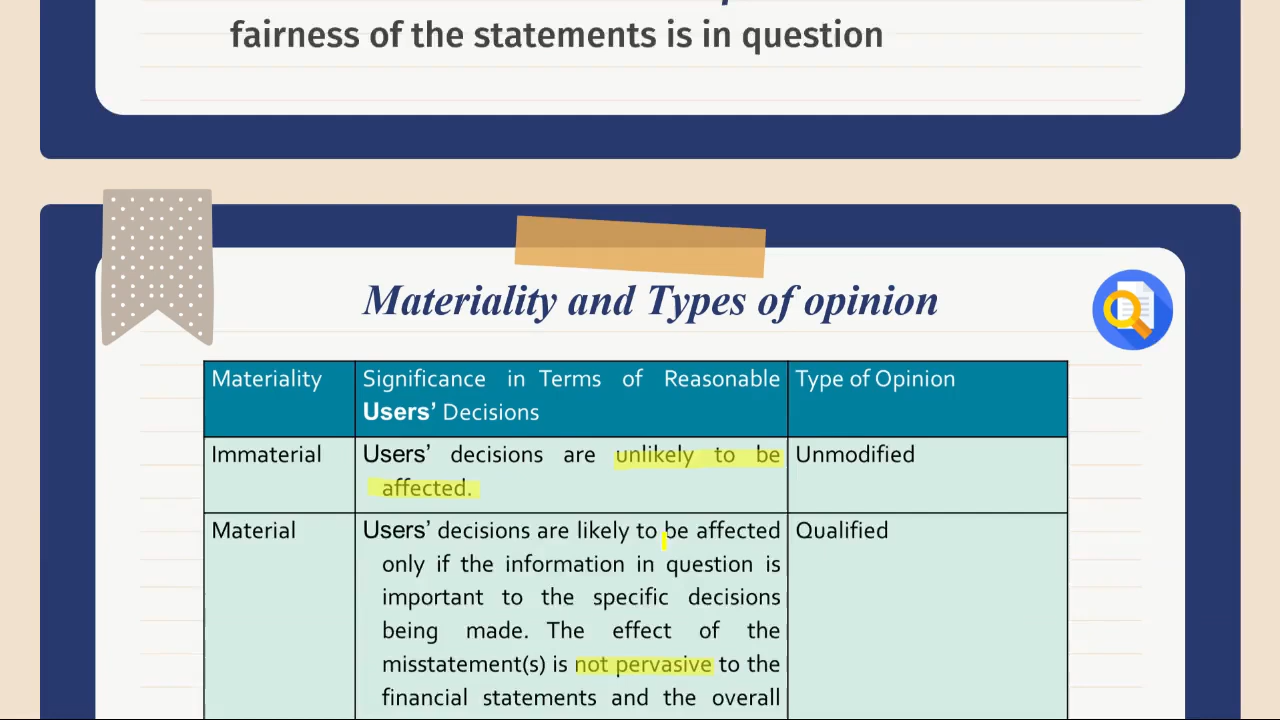 fairness of the statements is in question
Materiality and Types of opinion
Materiality
Significance in Terms of Reasonable
Users’ Decisions
Type of Opinion
Immaterial
Users’ decisions are unlikely to be
affected.
Unmodified
Material
Users’ decisions are likely to be affected
only if the information in question is
important to the specific decisions
being made. The effect of the
misstatement(s) is not pervasive to the
financial statements and the overall
Qualified